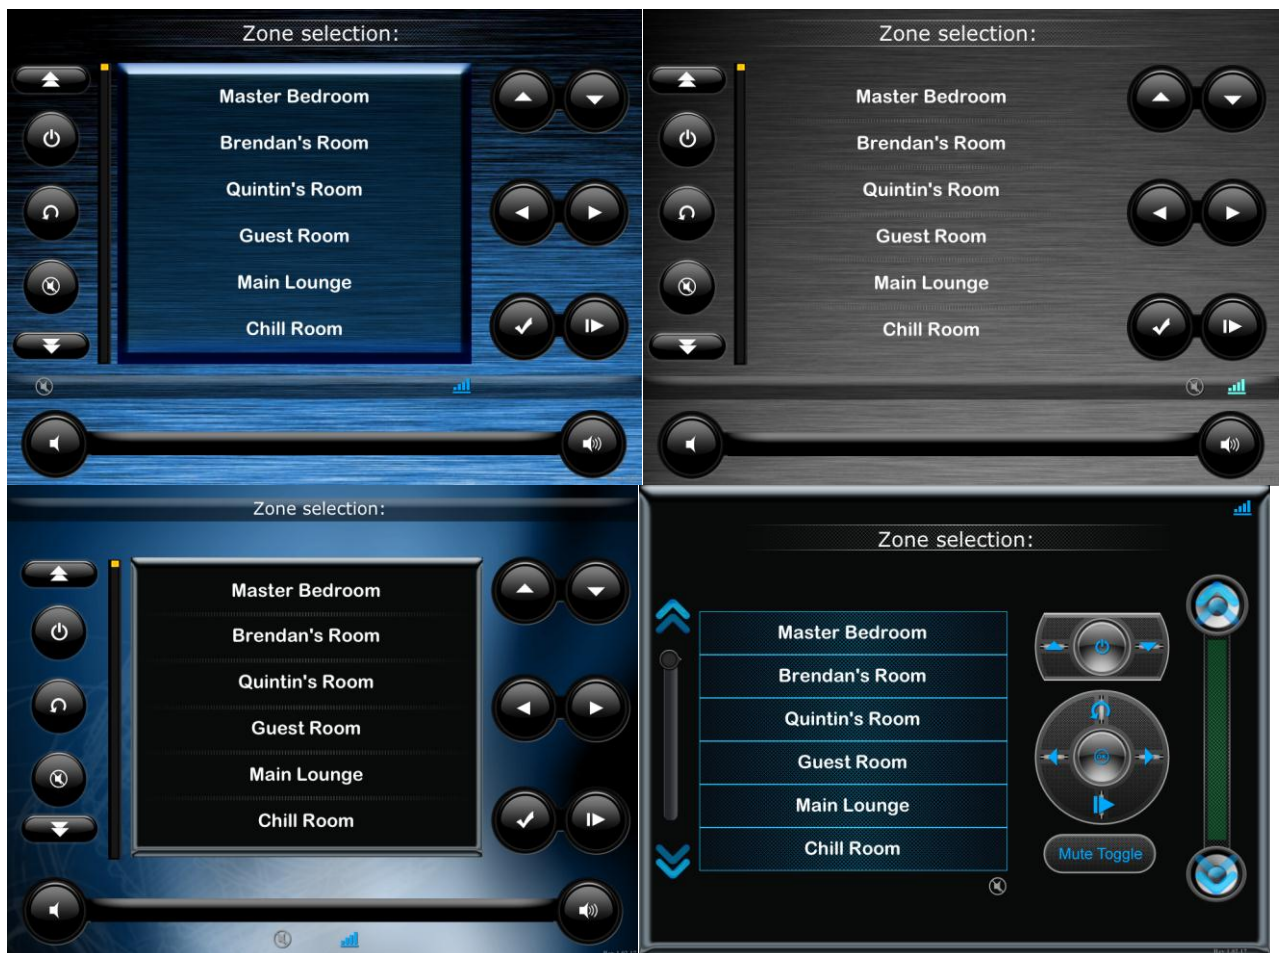 Zone selection:
Master Bedroom
Brendan's Room
Quintin's Room
Guest Room
Main Lounge
Chill Room
Zone selection:
Master Bedroom
Brendan's Room
Quintin's Room
Guest Room
Main Lounge
Chill Room
Zone selection:
Master Bedroom
Brendan's Room
Quintin's Room
Guest Room
Main Lounge
Chill Room
Zone selection:
Master Bedroom
Brendan's Room
Quintin's Room
Guest Room
Main Lounge
Chill Room
Mute Toggle